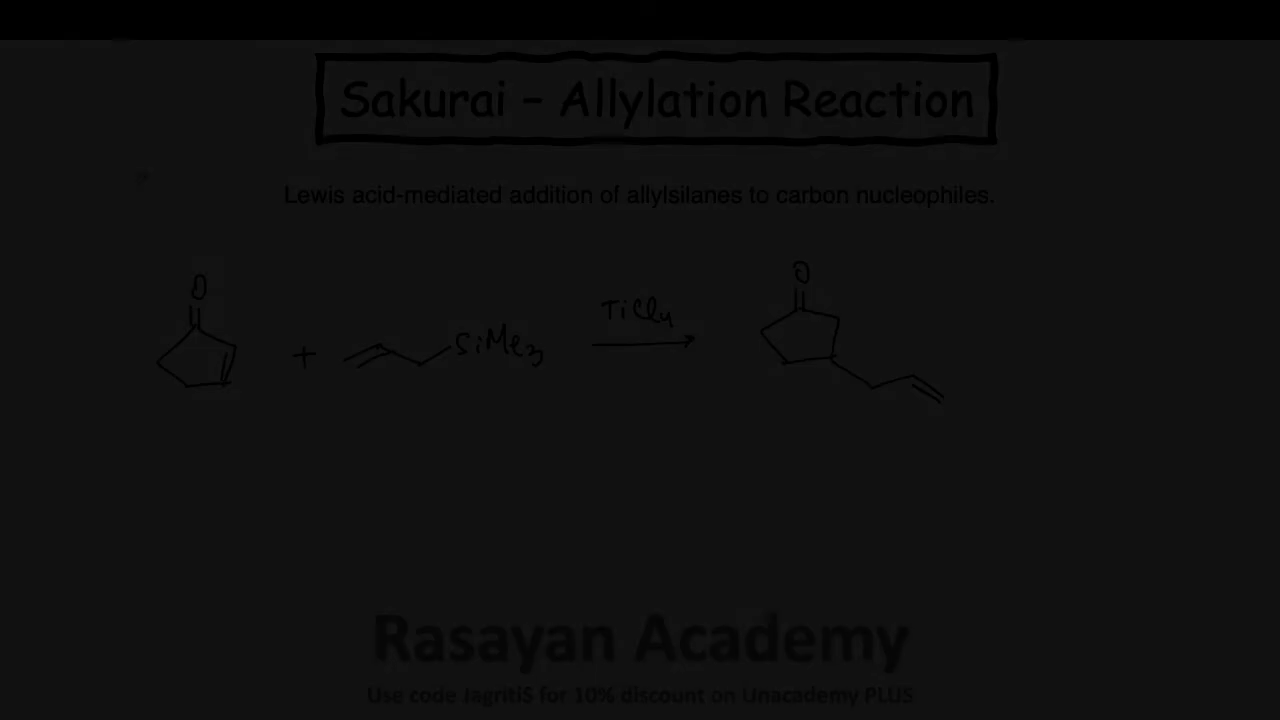 Sakurai – Allylation Reaction
Lewis acid-mediated addition of allylsilanes to carbon nucleophiles.
O
O
TiCl4
+ SiMe3
Rasayan Academy
Use code JagritiS for 10% discount on Unacademy PLUS